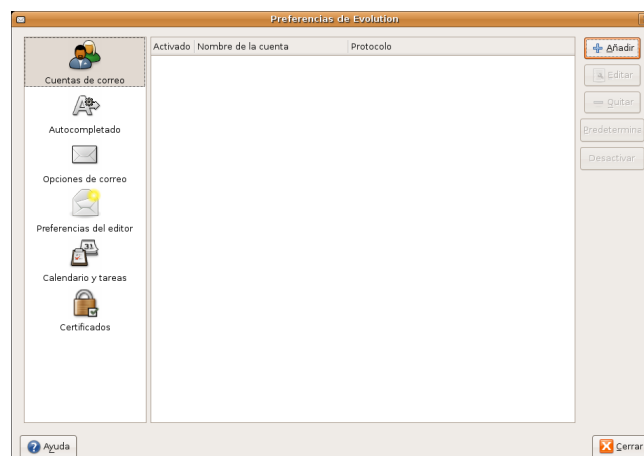 Preferencias de Evolution
Cuentas de correo
Autocompletado
Opciones de correo
Preferencias del editor
Calendario y tareas
Certificados
Activado Nombre de la cuenta Protocolo
Añadir
Editar
Quitar
Predetermina
Desactivar
Ayuda
Cerrar